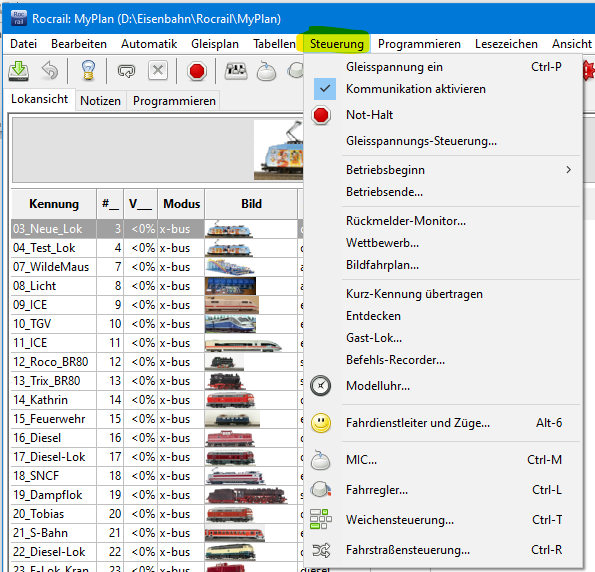 Roc
rail
Rocrail: MyPlan (D:\Eisenbahn\Rocrail\MyPlan)
Datei Bearbeiten Automatik Gleisplan Tabellen Steuerung Programmieren Lesezeichen Ansicht
Lokansicht Notizen Programmieren
Kennung #__ V__ Modus Bild
03_Neue_Lok 3 <0% x-bus
04_Test_Lok 4 <0% x-bus
07_WildeMaus 7 <0% x-bus
08_Licht 8 <0% x-bus
09_ICE 9 <0% x-bus
10_TGV 10 <0% x-bus
11_ICE 11 <0% x-bus
12_Roco_BR80 12 <0% x-bus
13_Trix_BR80 13 <0% x-bus
14_Kathrin 14 <0% x-bus
15_Feuerwehr 15 <0% x-bus
16_Diesel 16 <0% x-bus
17_Diesel-Lok 17 <0% x-bus
18_SNCF 18 <0% x-bus
19_Dampflok 19 <0% x-bus
20_Tobias 20 <0% x-bus
21_S-Bahn 21 <0% x-bus
22_Diesel-Lok 22 <0% x-bus
23_E-Lok_Kran 23 <0% x-bus diesel
Gleisspannung ein Ctrl-P
Kommunikation aktivieren
Not-Halt
Gleisspannungs-Steuerung...
Betriebsbeginn
Betriebsende...
Rückmelder-Monitor...
Wettbewerb...
Bildfahrplan...
Kurz-Kennung übertragen
Entdecken
Gast-Lok...
Befehls-Recorder...
Modelluhr...
Fahrdienstleiter und Züge... Alt-6
MIC... Ctrl-M
Fahrregler... Ctrl-L
Weichensteuerung... Ctrl-T
Fahrstraßensteuerung... Ctrl-R